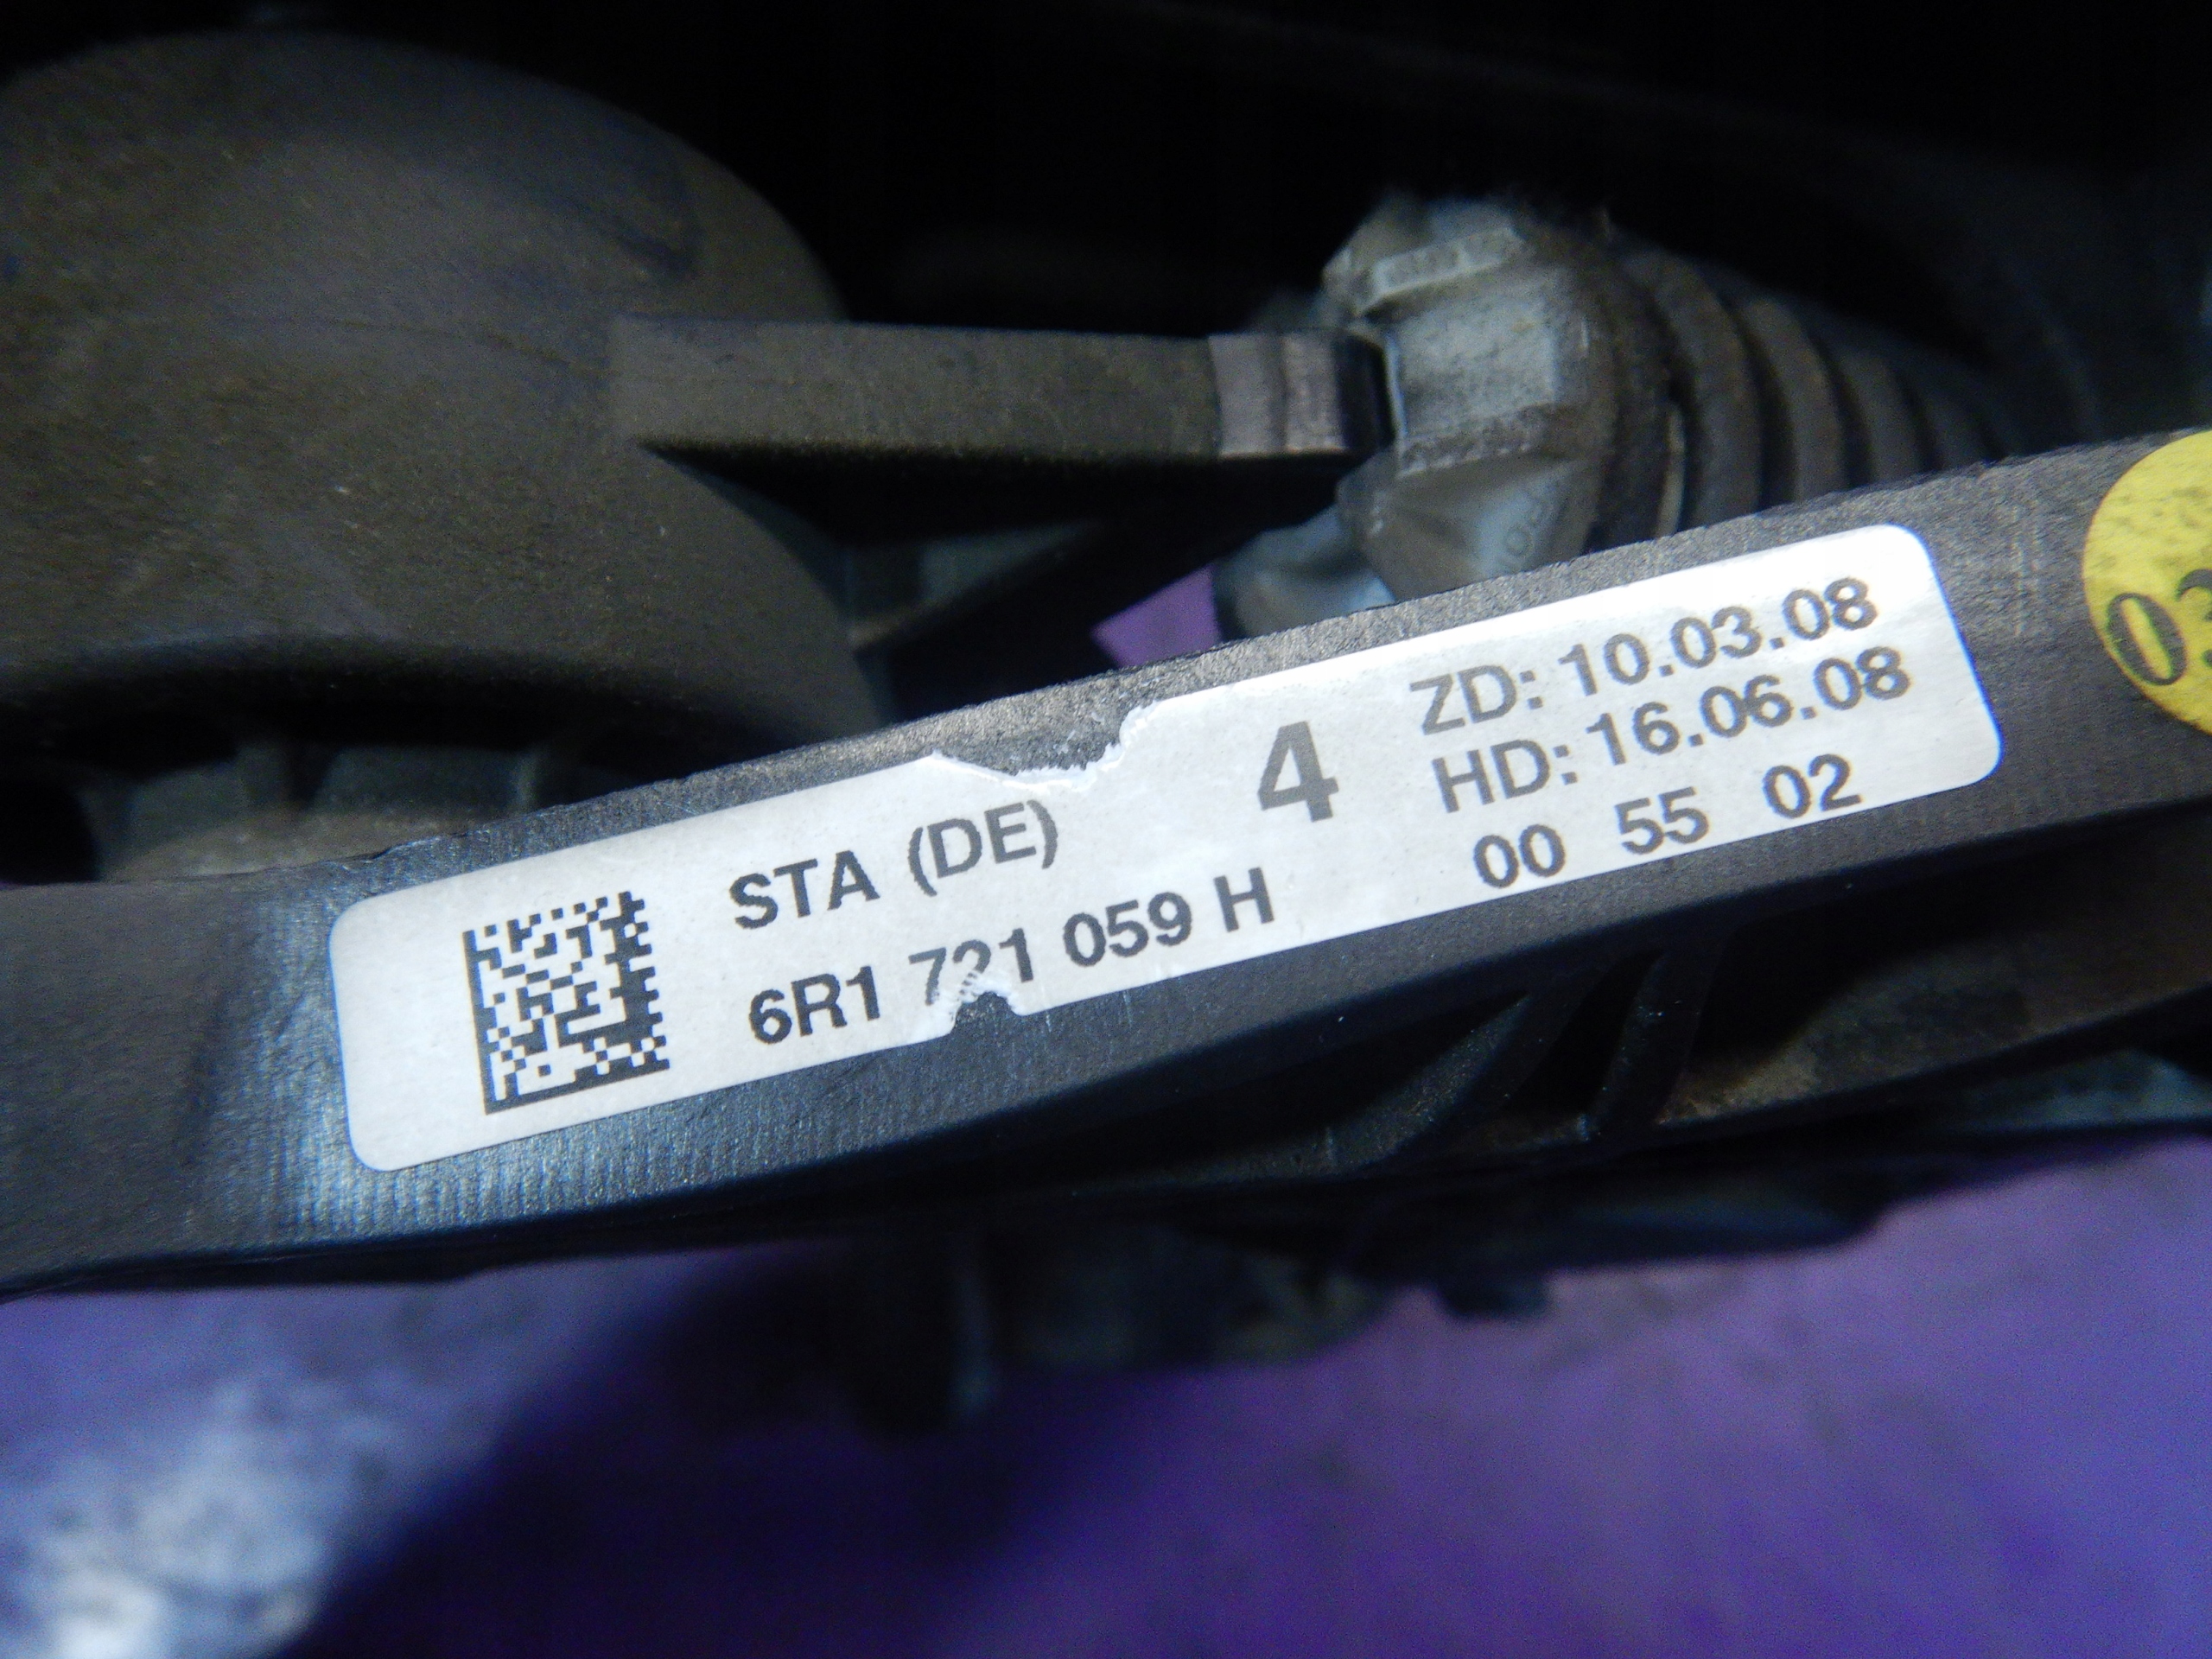 STA (DE)
4
ZD: 10.03.08
HD: 16.06.08
6R1 721 059 H
00 55 02